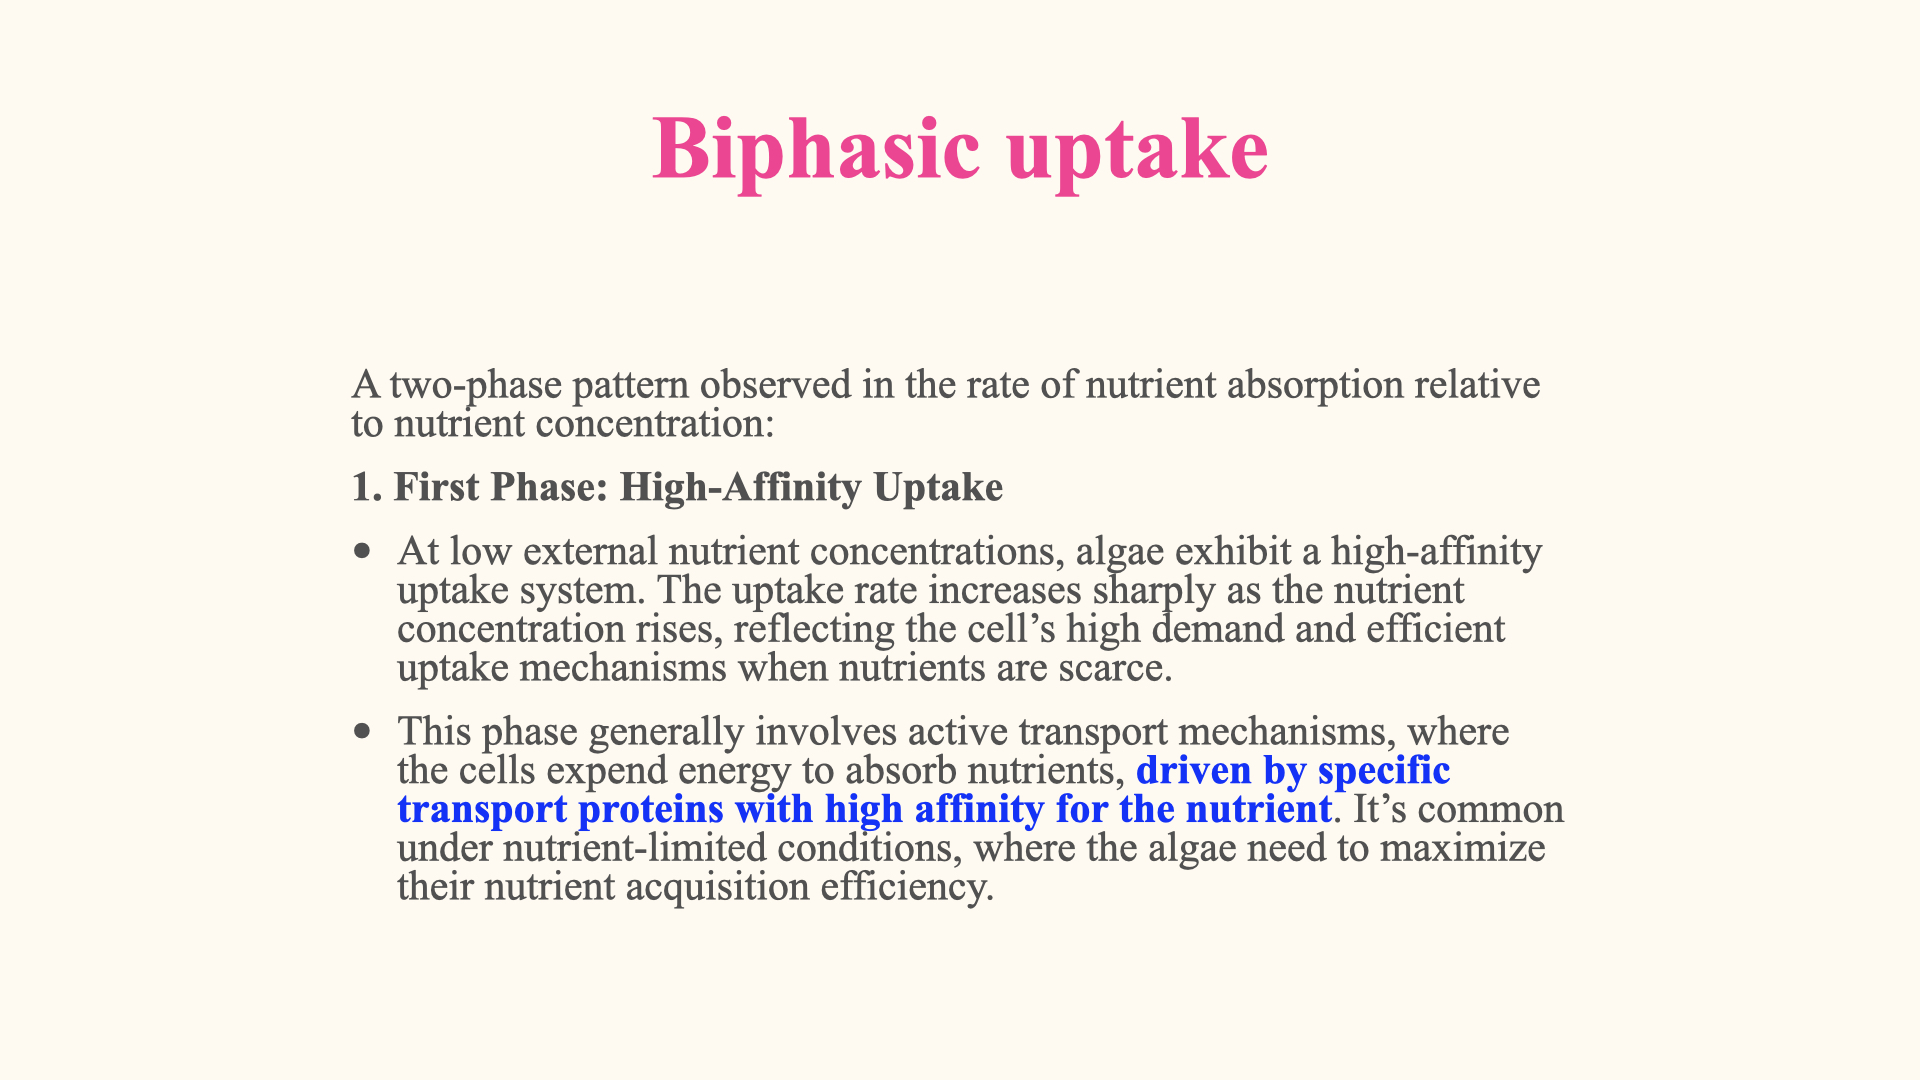 Biphasic uptake
A two-phase pattern observed in the rate of nutrient absorption relative
to nutrient concentration:
1. First Phase: High-Affinity Uptake
• At low external nutrient concentrations, algae exhibit a high-affinity
uptake system. The uptake rate increases sharply as the nutrient
concentration rises, reflecting the cell’s high demand and efficient
uptake mechanisms when nutrients are scarce.
• This phase generally involves active transport mechanisms, where
the cells expend energy to absorb nutrients, driven by specific
transport proteins with high affinity for the nutrient. It’s common
under nutrient-limited conditions, where the algae need to maximize
their nutrient acquisition efficiency.